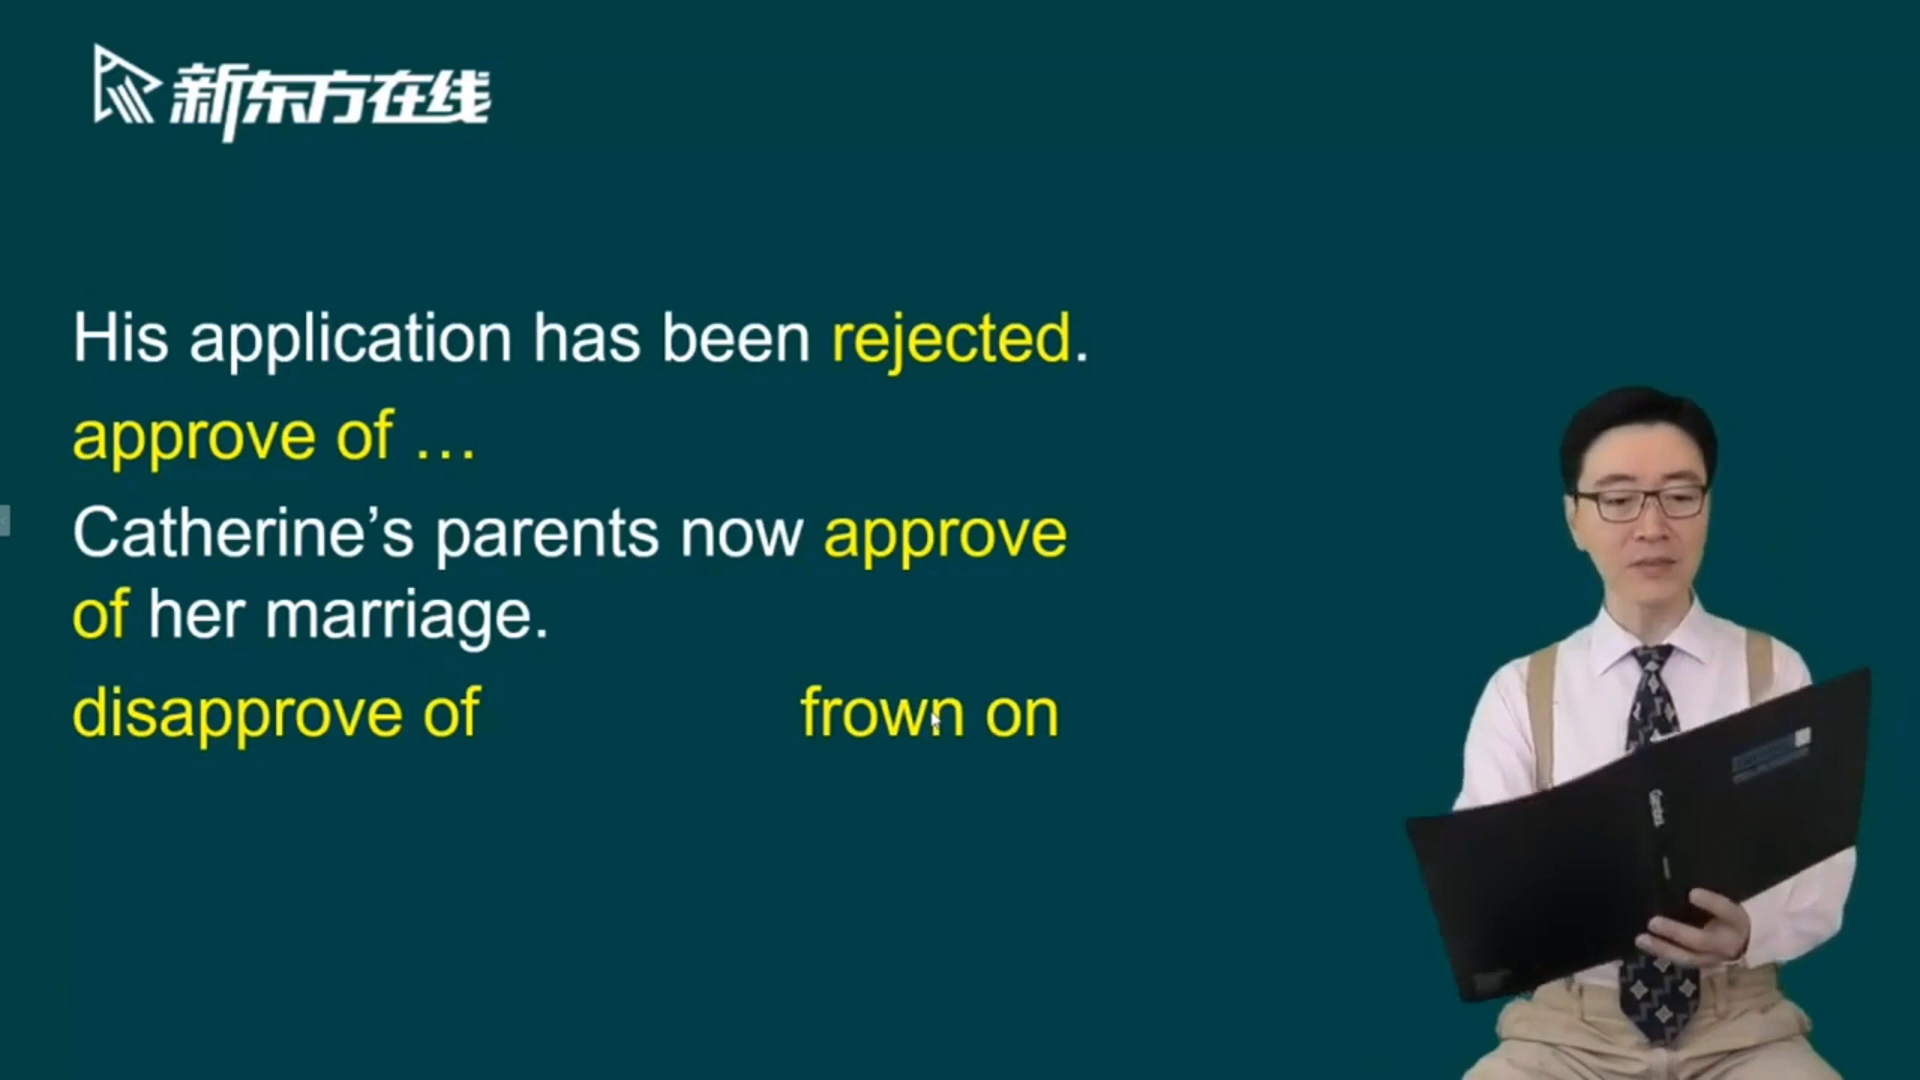 新东方在线
His application has been rejected.
approve of …
Catherine’s parents now approve
of her marriage.
disapprove of frown on